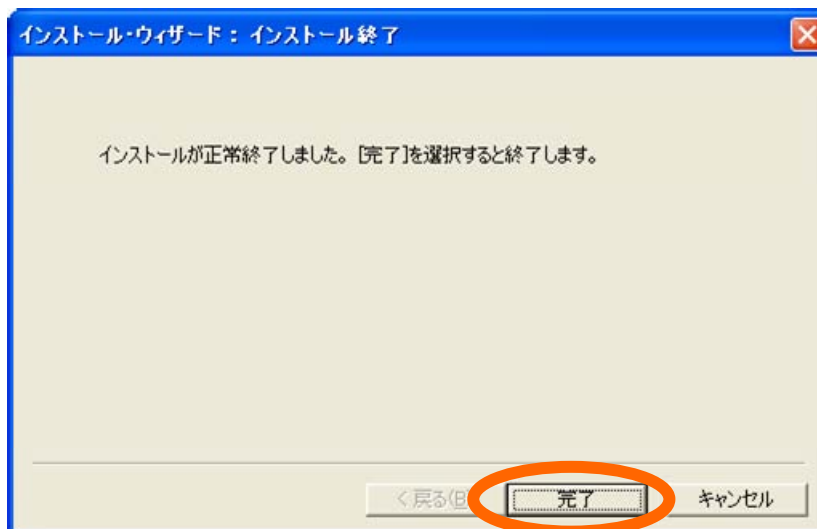 インストール・ウィザード : インストール終了
インストールが正常終了しました。[完了]を選択すると終了します。
< 戻る(B
完了
キャンセル